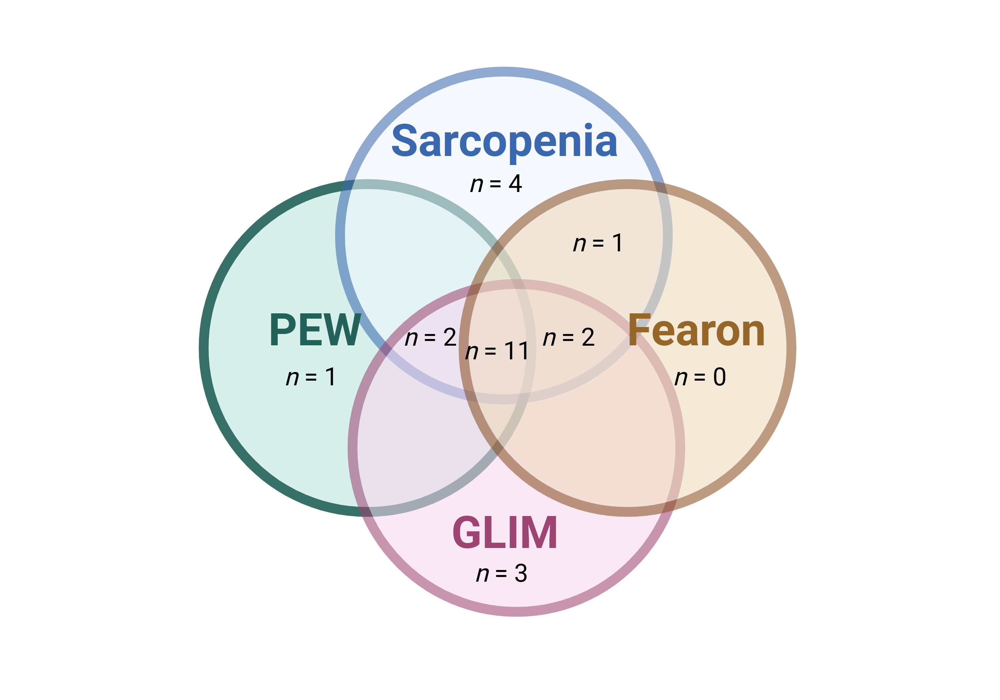 Sarcopenia
n = 4
n = 1
PEW
Fearon
n = 2
n = 11
n = 2
n = 1
n = 0
GLIM
n = 3